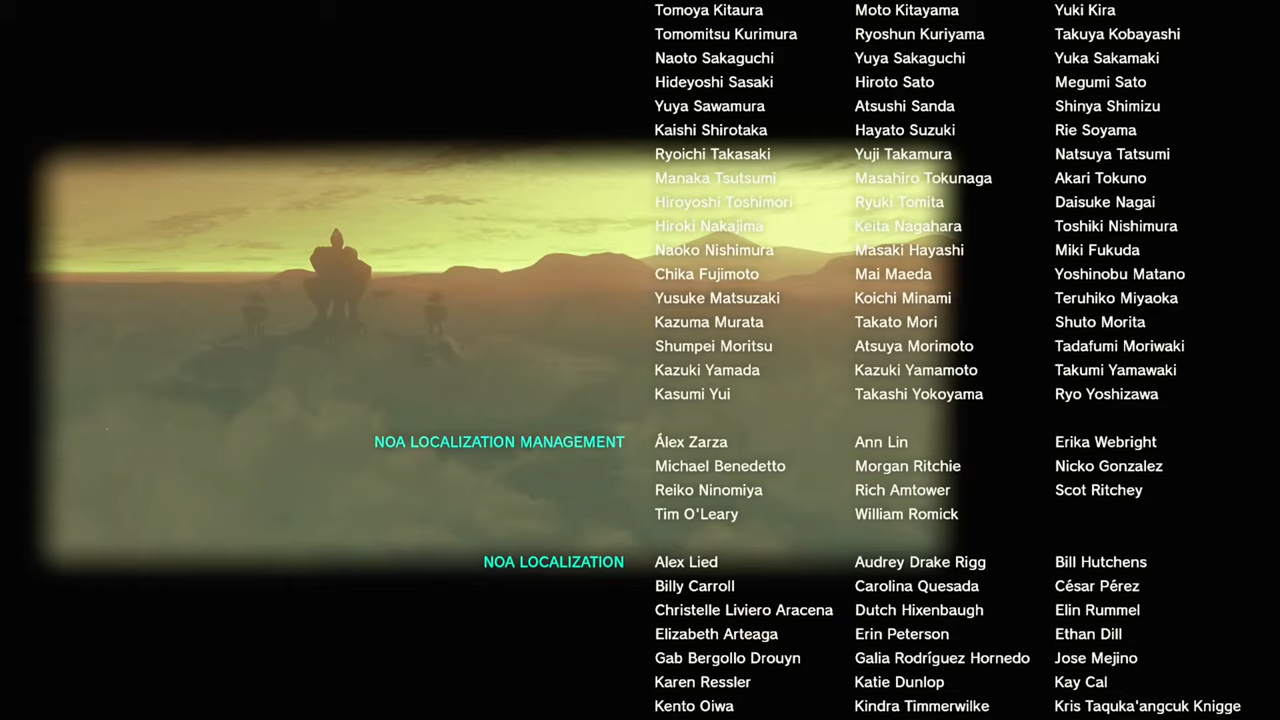 Tomoya Kitaura Moto Kitayama Yuki Kira
Tomomitsu Kurimura Ryoshun Kuriyama Takuya Kobayashi
Naoto Sakaguchi Yuya Sakaguchi Yuka Sakamaki
Hideyoshi Sasaki Hiroto Sato Megumi Sato
Yuya Sawamura Atsushi Sanda Shinya Shimizu
Kaishi Shirotaka Hayato Suzuki Rie Soyama
Ryoichi Takasaki Yuji Takamura Natsuya Tatsumi
Manaka Tsutsumi Masahiro Tokunaga Akari Tokuno
Hiroyoshi Toshimori Ryuki Tomita Daisuke Nagai
Hiroki Nakajima Keita Nagahara Toshiki Nishimura
Naoko Nishimura Masaki Hayashi Miki Fukuda
Chika Fujimoto Mai Maeda Yoshinobu Matano
Yusuke Matsuzaki Koichi Minami Teruhiko Miyaoka
Kazuma Murata Takato Mori Shuto Morita
Shumpei Moritsu Atsuya Morimoto Tadafumi Moriwaki
Kazuki Yamada Kazuki Yamamoto Takumi Yamawaki
Kasumi Yui Takashi Yokoyama Ryo Yoshizawa
NOA LOCALIZATION MANAGEMENT Álex Zarza Ann Lin Erika Webright
Michael Benedetto Morgan Ritchie Nicko Gonzalez
Reiko Ninomiya Rich Amtower Scot Ritchey
Tim O'Leary William Romick
NOA LOCALIZATION Alex Lied Audrey Drake Rigg Bill Hutchens
Billy Carroll Carolina Quesada César Pérez
Christelle Liviero Aracena Dutch Hixenbaugh Elin Rummel
Elizabeth Arteaga Erin Peterson Ethan Dill
Gab Bergollo Drouyn Galia Rodríguez Hornedo Jose Mejino
Karen Ressler Katie Dunlop Kay Cal
Kento Oiwa Kindra Timmerwilke Kris Taquka'angcuk Knigge